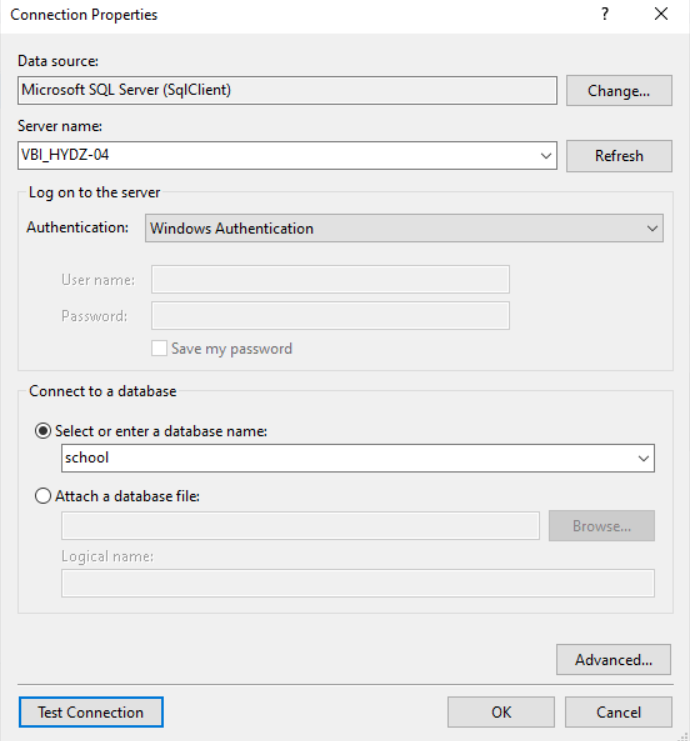 Connection Properties ? ×
Data source:
Microsoft SQL Server (SqlClient) Change...
Server name:
VBI_HYDZ-04 Refresh
Log on to the server
Authentication: Windows Authentication
User name:
Password:
Save my password
Connect to a database
Select or enter a database name:
school
Attach a database file:
Browse...
Logical name:
Advanced...
Test Connection OK Cancel